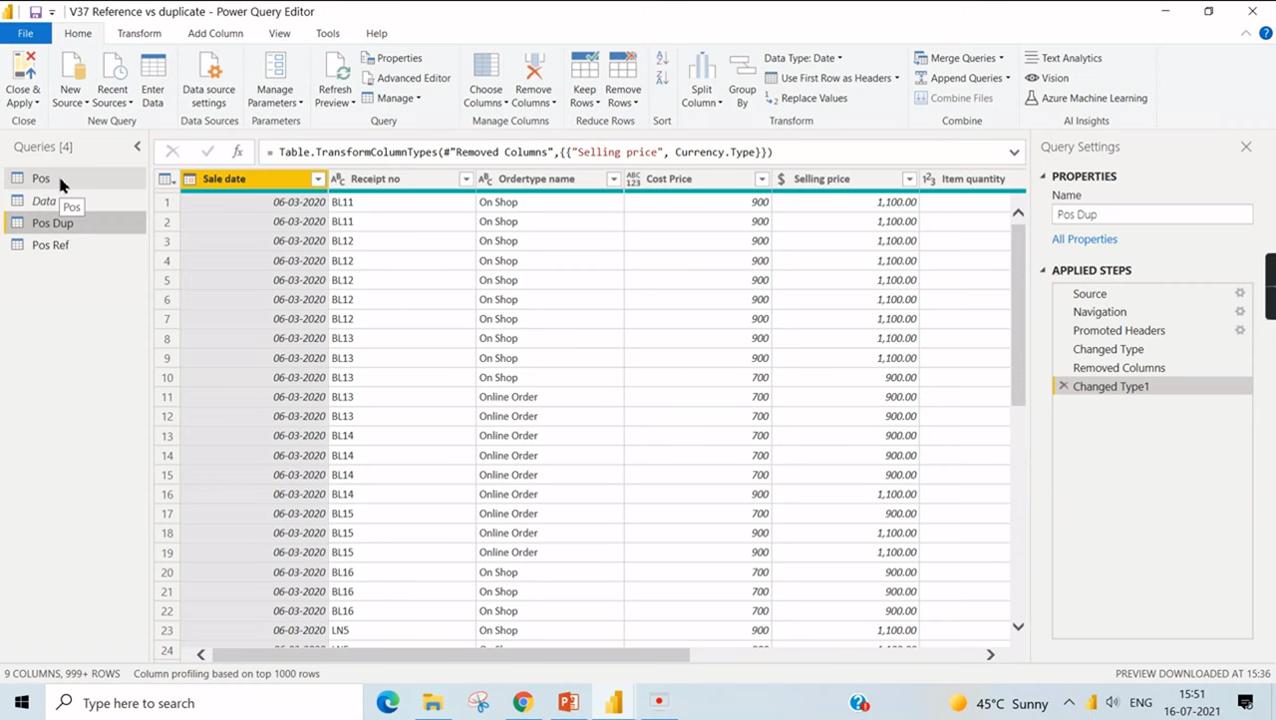 V37 Reference vs duplicate - Power Query Editor
File Home Transform Add Column View Tools Help
Close & Apply
New Source
Recent Sources
Enter Data
Data source settings
Manage Parameters
Refresh Preview
Properties
Advanced Editor
Manage
Choose Columns
Remove Columns
Keep Rows
Remove Rows
Split Column
Group By
Data Type: Date
Use First Row as Headers
Replace Values
Merge Queries
Append Queries
Combine Files
Text Analytics
Vision
Azure Machine Learning
Close New Query Data Sources Parameters Query Manage Columns Reduce Rows Sort Transform Combine AI Insights
Queries [4]
Pos
Data
Pos
Pos Dup
Pos Ref
fx = Table.TransformColumnTypes(#"Removed Columns",{{"Selling price", Currency.Type}})
Sale date ABC Receipt no ABC Ordertype name ABC123 Cost Price $ Selling price 123 Item quantity
1 06-03-2020 BL11 On Shop 900 1,100.00
2 06-03-2020 BL11 On Shop 900 1,100.00
3 06-03-2020 BL12 On Shop 900 1,100.00
4 06-03-2020 BL12 On Shop 900 1,100.00
5 06-03-2020 BL12 On Shop 900 1,100.00
6 06-03-2020 BL12 On Shop 900 1,100.00
7 06-03-2020 BL12 On Shop 900 1,100.00
8 06-03-2020 BL13 On Shop 900 1,100.00
9 06-03-2020 BL13 On Shop 900 1,100.00
10 06-03-2020 BL13 On Shop 700 900.00
11 06-03-2020 BL13 Online Order 700 900.00
12 06-03-2020 BL13 Online Order 700 900.00
13 06-03-2020 BL14 Online Order 700 900.00
14 06-03-2020 BL14 Online Order 700 900.00
15 06-03-2020 BL14 Online Order 700 900.00
16 06-03-2020 BL14 Online Order 900 1,100.00
17 06-03-2020 BL15 Online Order 700 900.00
18 06-03-2020 BL15 Online Order 900 1,100.00
19 06-03-2020 BL15 Online Order 900 1,100.00
20 06-03-2020 BL16 On Shop 700 900.00
21 06-03-2020 BL16 On Shop 700 900.00
22 06-03-2020 BL16 On Shop 700 900.00
23 06-03-2020 LN5 On Shop 900 1,100.00
24
Query Settings
PROPERTIES
Name
Pos Dup
All Properties
APPLIED STEPS
Source
Navigation
Promoted Headers
Changed Type
Removed Columns
Changed Type1
9 COLUMNS, 999+ ROWS Column profiling based on top 1000 rows PREVIEW DOWNLOADED AT 15:36
Type here to search
45°C Sunny
ENG
15:51
16-07-2021